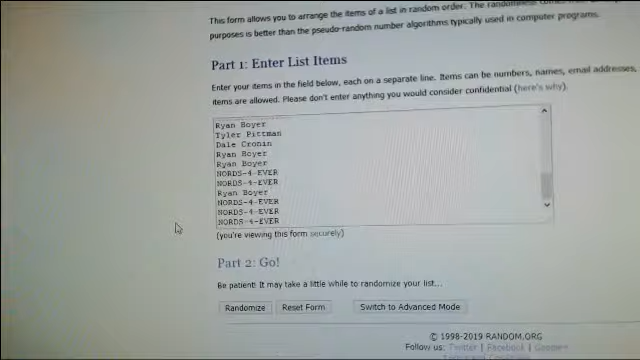 This form allows you to arrange the items of a list in random order. The randomness comes from
purposes is better than the pseudo-random number algorithms typically used in computer programs.
Part 1: Enter List Items
Enter your items in the field below, each on a separate line. Items can be numbers, names, email addresses,
items are allowed. Please don't enter anything you would consider confidential (here's why).
Ryan Boyer
Tyler Pittman
Dale Cronin
Ryan Boyer
Ryan Boyer
NORDS-4-EVER
NORDS-4-EVER
Ryan Boyer
NORDS-4-EVER
NORDS-4-EVER
NORDS-4-EVER
(you're viewing this form securely)
Part 2: Go!
Be patient! It may take a little while to randomize your list...
Randomize Reset Form Switch to Advanced Mode
© 1998-2019 RANDOM.ORG
Follow us: Twitter | Facebook | Google+